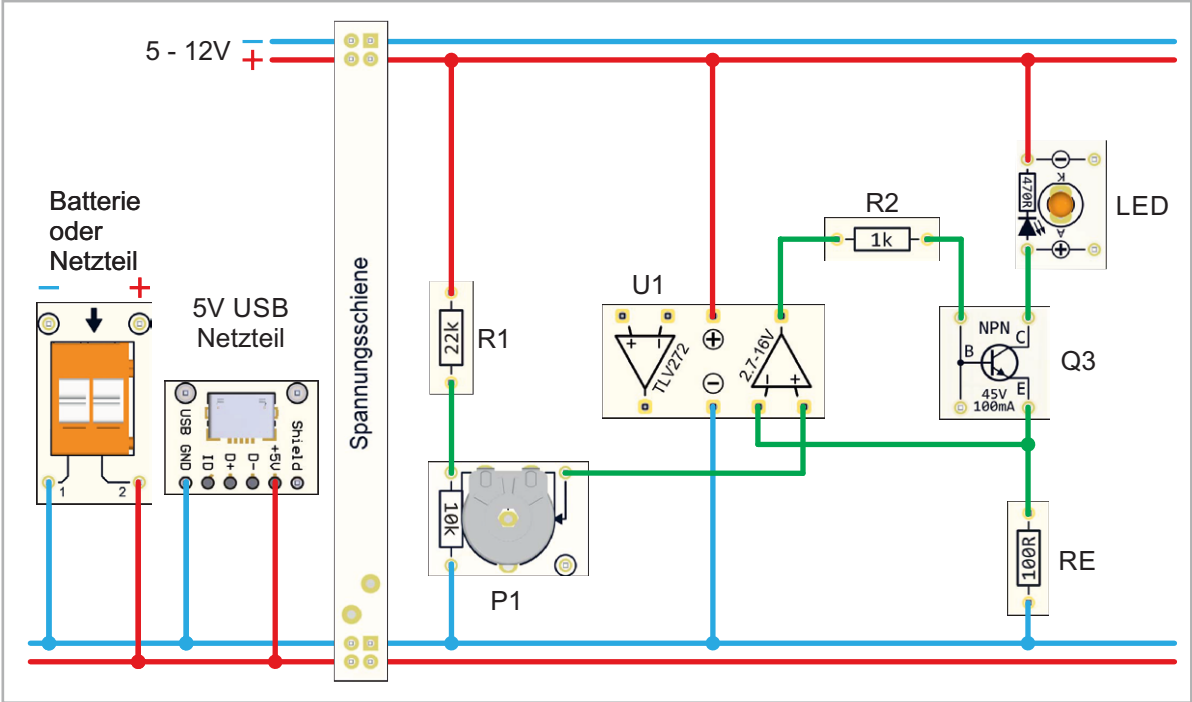 5 - 12V
−
+
Batterie
oder
Netzteil
− +
1 2
5V USB
Netzteil
USB GND
ID
D+
D-
+5V
Shield
Spannungsschiene
22k
R1
10k
P1
U1
TLV272
2.7-16V
R2
1k
470R
K
A
LED
NPN
B
C
E
45V
100mA
Q3
100R
RE